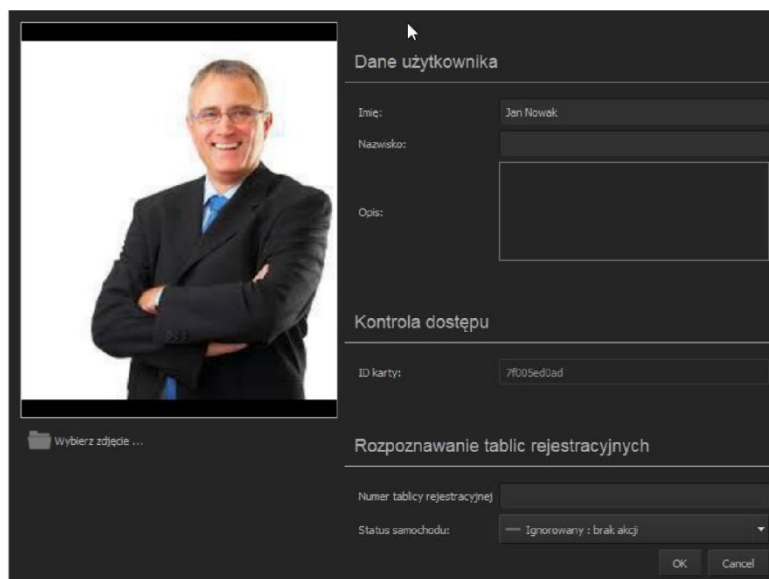 Dane użytkownika
Imię: Jan Nowak
Nazwisko:
Opis:
Kontrola dostępu
ID karty: 7f005ed0ad
Wybierz zdjęcie ...
Rozpoznawanie tablic rejestracyjnych
Numer tablicy rejestracyjnej
Status samochodu: Ignorowany : brak akcji
OK Cancel